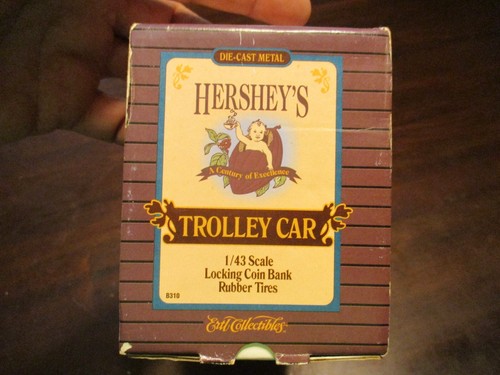 DIE-CAST METAL
HERSHEY'S
A Century of Excellence
TROLLEY CAR
1/43 Scale
Locking Coin Bank
Rubber Tires
8310
Ertl Collectibles